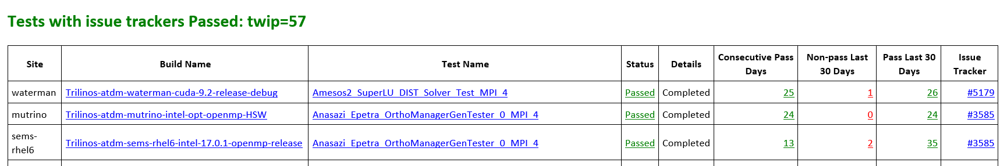 Tests with issue trackers Passed: twip=57
Site Build Name Test Name Status Details Consecutive Pass Days Non-pass Last 30 Days Pass Last 30 Days Issue Tracker
waterman Trilinos-atdm-waterman-cuda-9.2-release-debug Amesos2_SuperLU_DIST_Solver_Test_MPI_4 Passed Completed 25 1 26 #5179
mutrino Trilinos-atdm-mutrino-intel-opt-openmp-HSW Anasazi_Epetra_OrthoManagerGenTester_0_MPI_4 Passed Completed 24 0 24 #3585
sems-rhel6 Trilinos-atdm-sems-rhel6-intel-17.0.1-openmp-release Anasazi_Epetra_OrthoManagerGenTester_0_MPI_4 Passed Completed 13 2 35 #3585